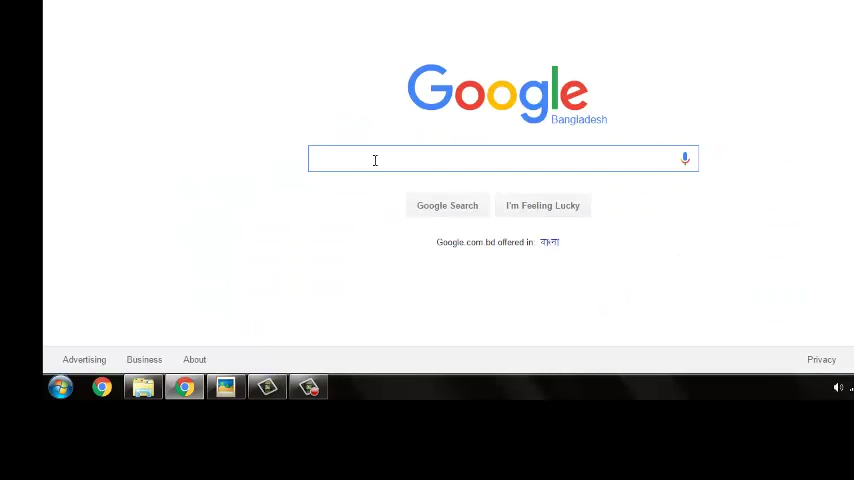 Google
Bangladesh
Google Search I'm Feeling Lucky
Google.com.bd offered in: বাংলা
Advertising Business About Privacy